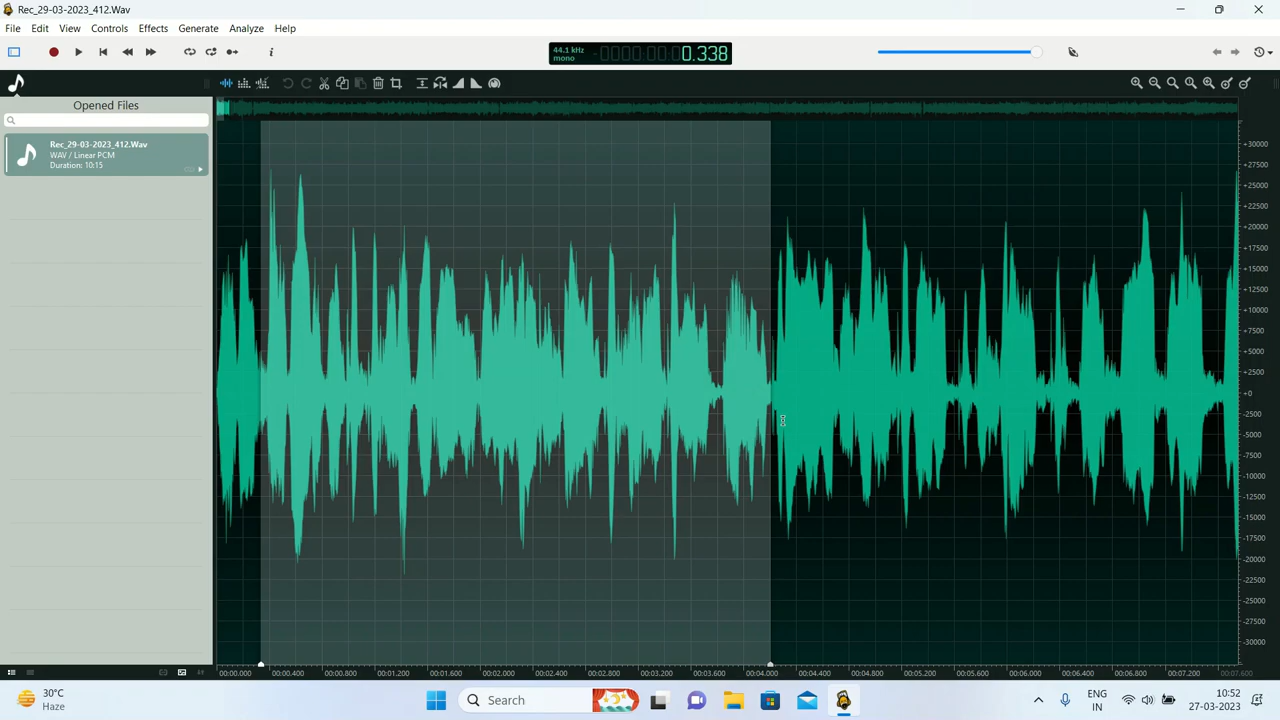 Rec_29-03-2023_412.Wav
File Edit View Controls Effects Generate Analyze Help
44.1 kHz
mono
-0000:00:00.338
Opened Files
Rec_29-03-2023_412.Wav
WAV / Linear PCM
Duration: 10:15
+30000
+27500
+25000
+22500
+20000
+17500
+15000
+12500
+10000
+7500
+5000
+2500
+0
-2500
-5000
-7500
-10000
-12500
-15000
-17500
-20000
-22500
-25000
-27500
-30000
00:00.000 00:00.400 00:00.800 00:01.200 00:01.600 00:02.000 00:02.400 00:02.800 00:03.200 00:03.600 00:04.000 00:04.400 00:04.800 00:05.200 00:05.600 00:06.000 00:06.400 00:06.800 00:07.200 00:07.600
30°C
Haze
Search
ENG
IN
10:52
27-03-2023